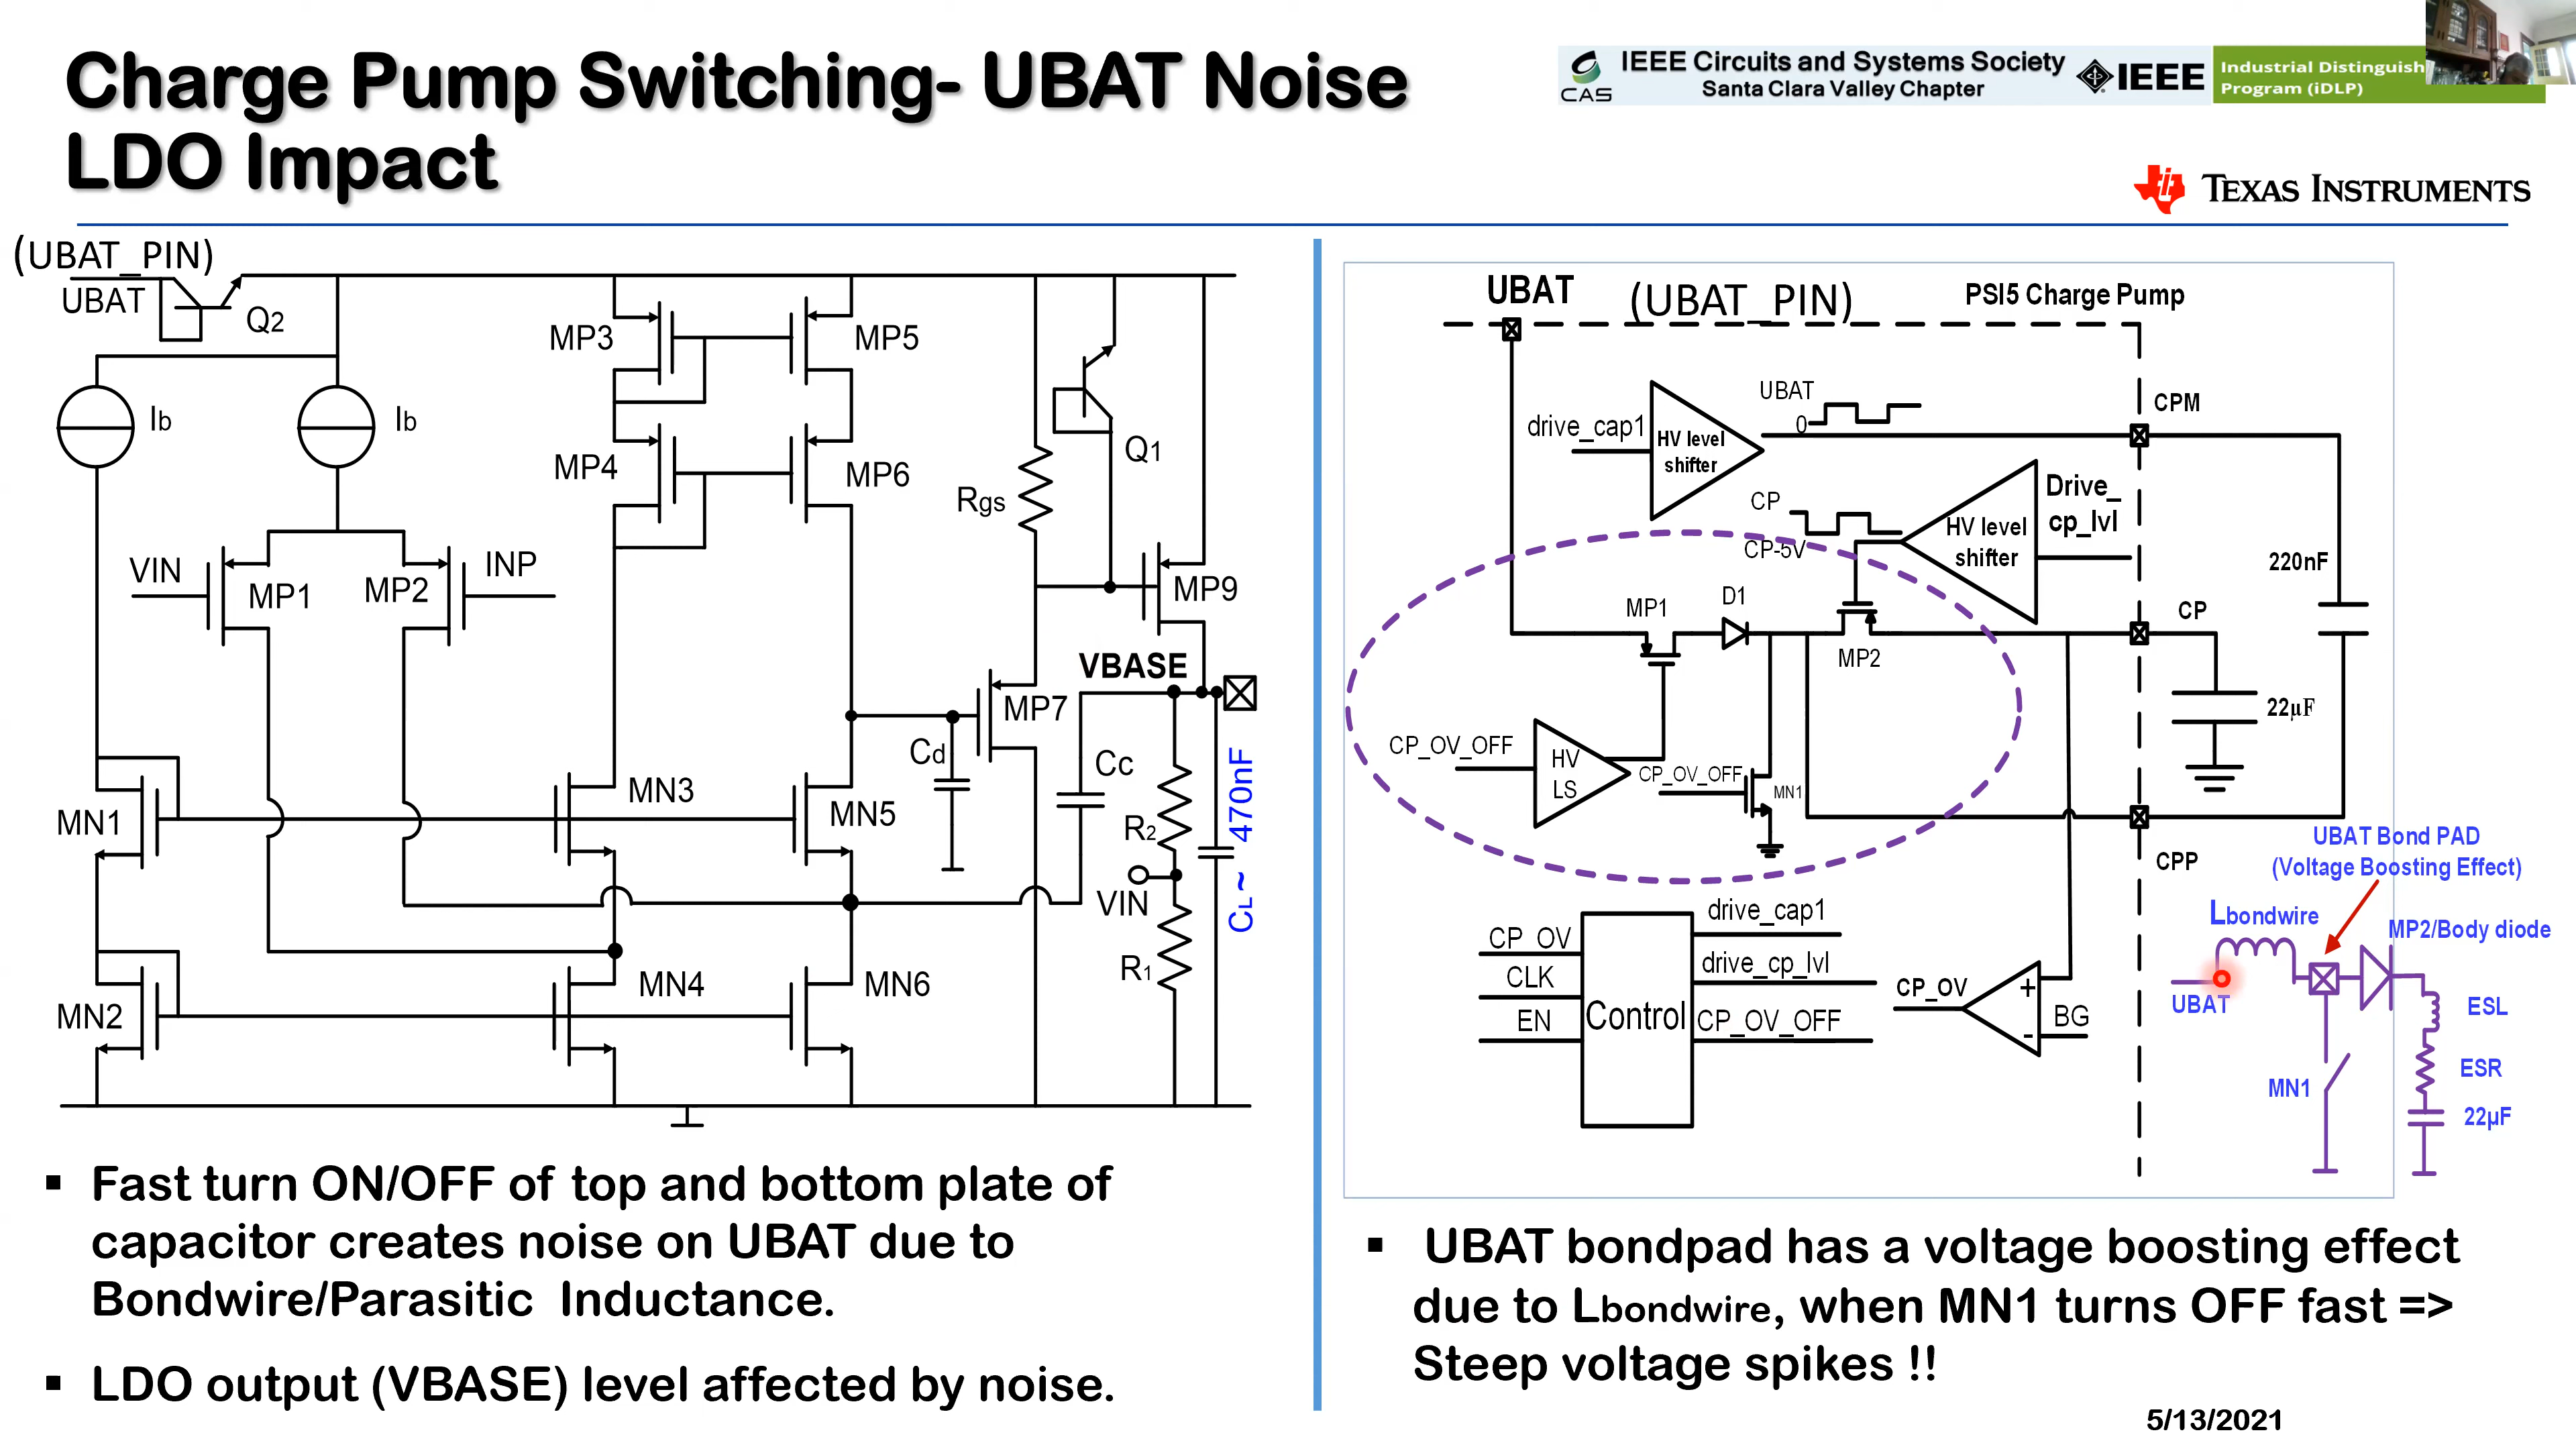 Charge Pump Switching- UBAT Noise
LDO Impact
CAS
IEEE Circuits and Systems Society
Santa Clara Valley Chapter
IEEE
Industrial Distinguish
Program (iDLP)
TEXAS INSTRUMENTS
(UBAT_PIN)
UBAT
Q2
Ib
Ib
MP3
MP5
MP4
MP6
Rgs
Q1
VIN
MP1
MP2
INP
MP9
VBASE
MP7
Cd
Cc
MN1
MN3
MN5
R2
VIN
R1
CL ~ 470nF
MN2
MN4
MN6
UBAT
(UBAT_PIN)
PSI5 Charge Pump
drive_cap1
HV level
shifter
UBAT
0
CPM
CP
CP-5V
HV level
shifter
Drive_
cp_lvl
220nF
MP1
D1
MP2
CP
22µF
CP_OV_OFF
HV
LS
CP_OV_OFF
MN1
CPP
UBAT Bond PAD
(Voltage Boosting Effect)
Lbondwire
MP2/Body diode
UBAT
ESL
ESR
MN1
22µF
CP_OV
CLK
EN
Control
drive_cap1
drive_cp_lvl
CP_OV_OFF
CP_OV
+
-
BG
▪ Fast turn ON/OFF of top and bottom plate of
capacitor creates noise on UBAT due to
Bondwire/Parasitic Inductance.
▪ LDO output (VBASE) level affected by noise.
▪ UBAT bondpad has a voltage boosting effect
due to Lbondwire, when MN1 turns OFF fast =>
Steep voltage spikes !!
5/13/2021